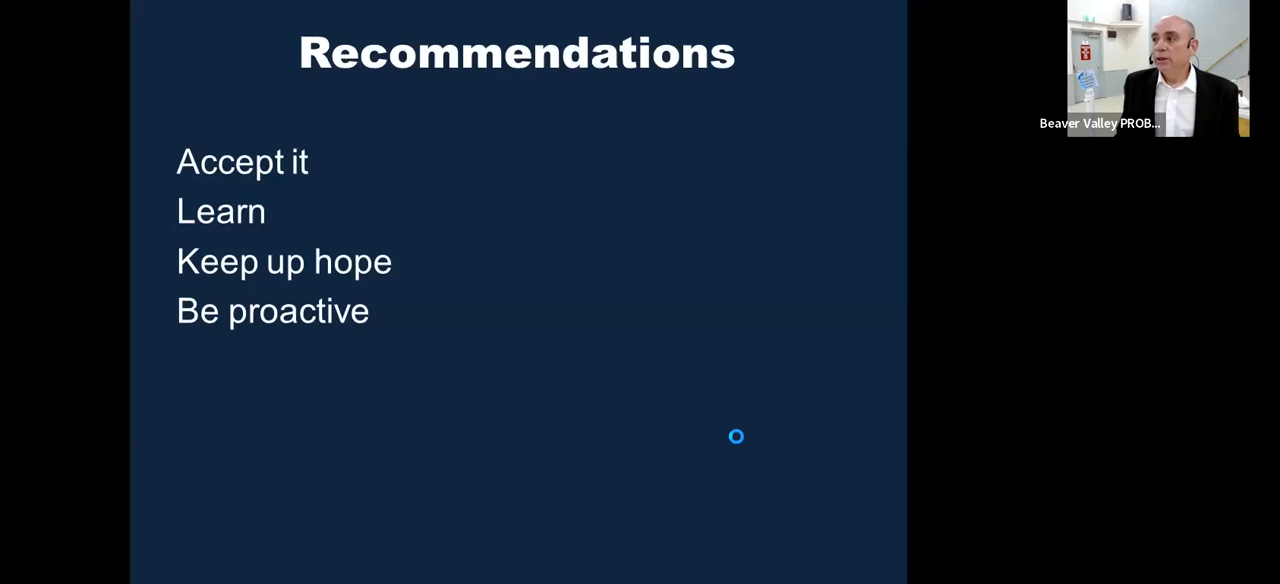 Recommendations
Accept it
Learn
Keep up hope
Be proactive
Beaver Valley PROB...